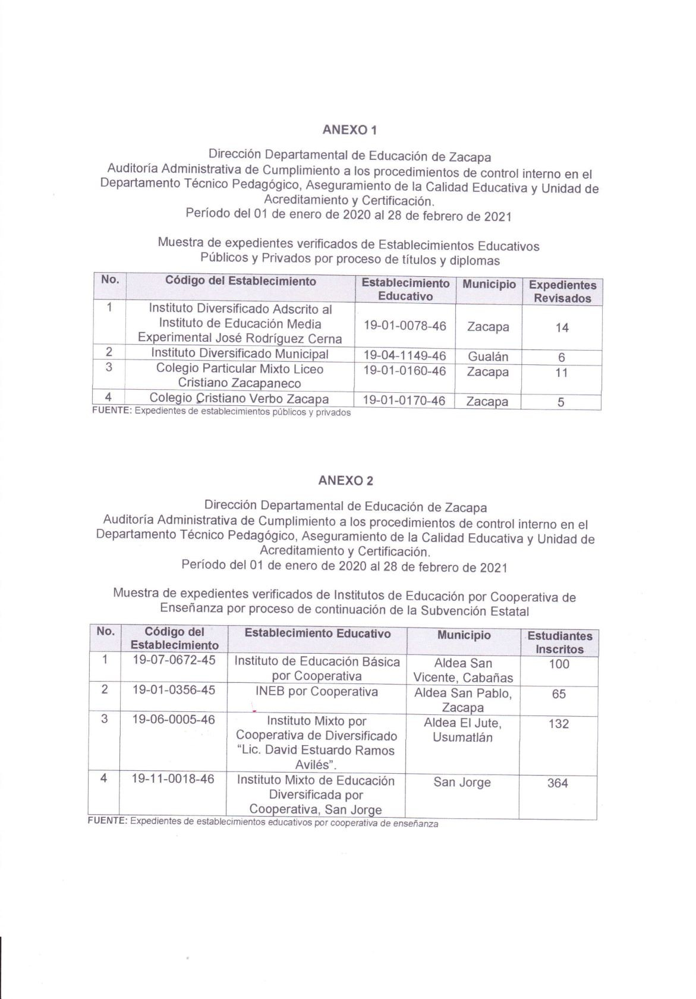 ANEXO 1
Dirección Departamental de Educación de Zacapa
Auditoría Administrativa de Cumplimiento a los procedimientos de control interno en el
Departamento Técnico Pedagógico, Aseguramiento de la Calidad Educativa y Unidad de
Acreditamiento y Certificación.
Período del 01 de enero de 2020 al 28 de febrero de 2021
Muestra de expedientes verificados de Establecimientos Educativos
Públicos y Privados por proceso de títulos y diplomas
No. Código del Establecimiento Establecimiento Municipio Expedientes
Educativo Revisados
1 Instituto Diversificado Adscrito al
Instituto de Educación Media 19-01-0078-46 Zacapa 14
Experimental José Rodríguez Cerna
2 Instituto Diversificado Municipal 19-04-1149-46 Gualán 6
3 Colegio Particular Mixto Liceo 19-01-0160-46 Zacapa 11
Cristiano Zacapaneco
4 Colegio Cristiano Verbo Zacapa 19-01-0170-46 Zacapa 5
FUENTE: Expedientes de establecimientos públicos y privados
ANEXO 2
Dirección Departamental de Educación de Zacapa
Auditoría Administrativa de Cumplimiento a los procedimientos de control interno en el
Departamento Técnico Pedagógico, Aseguramiento de la Calidad Educativa y Unidad de
Acreditamiento y Certificación.
Período del 01 de enero de 2020 al 28 de febrero de 2021
Muestra de expedientes verificados de Institutos de Educación por Cooperativa de
Enseñanza por proceso de continuación de la Subvención Estatal
No. Código del Establecimiento Educativo Municipio Estudiantes
Establecimiento Inscritos
1 19-07-0672-45 Instituto de Educación Básica Aldea San 100
por Cooperativa Vicente, Cabañas
2 19-01-0356-45 INEB por Cooperativa Aldea San Pablo, 65
Zacapa
3 19-06-0005-46 Instituto Mixto por Aldea El Jute, 132
Cooperativa de Diversificado Usumatlán
“Lic. David Estuardo Ramos
Avilés”.
4 19-11-0018-46 Instituto Mixto de Educación San Jorge 364
Diversificada por
Cooperativa, San Jorge
FUENTE: Expedientes de establecimientos educativos por cooperativa de enseñanza